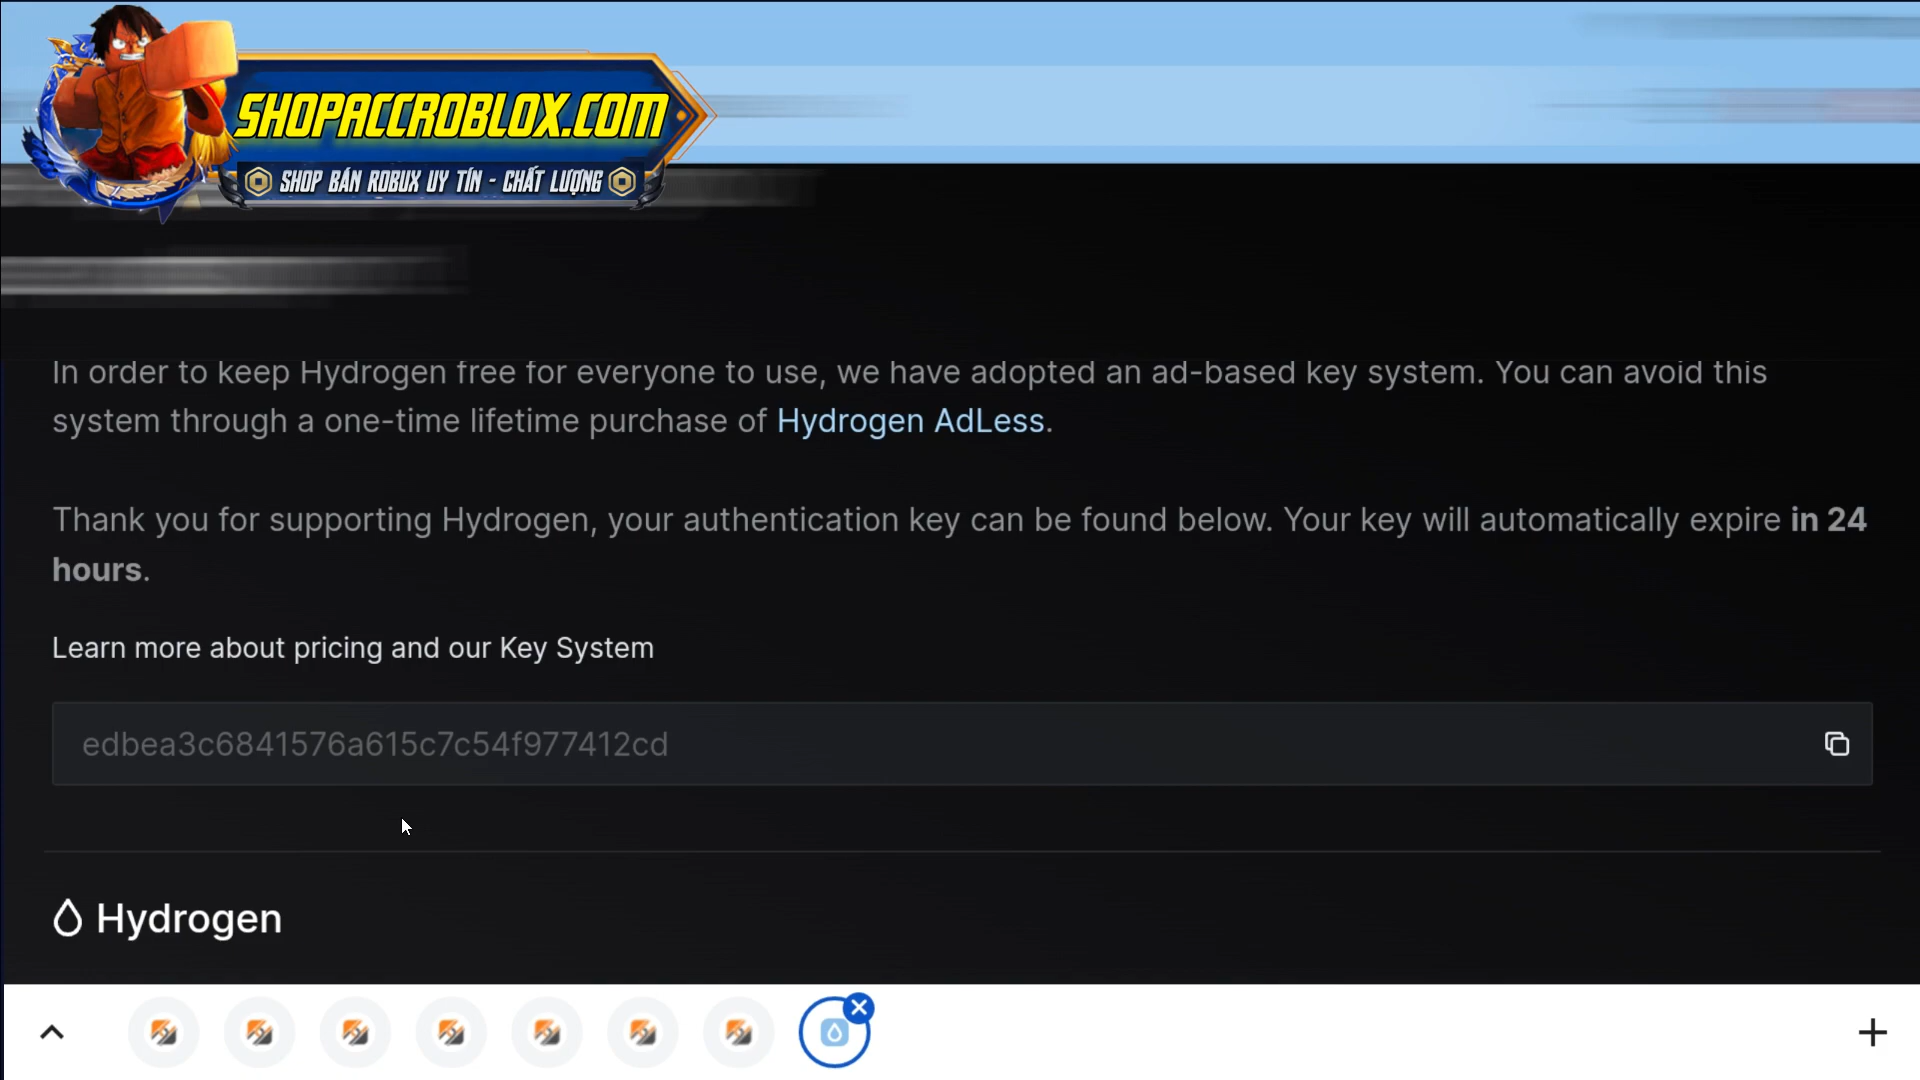 SHOPACCROBLOX.COM
SHOP BÁN ROBUX UY TÍN - CHẤT LƯỢNG
In order to keep Hydrogen free for everyone to use, we have adopted an ad-based key system. You can avoid this
system through a one-time lifetime purchase of Hydrogen AdLess.
Thank you for supporting Hydrogen, your authentication key can be found below. Your key will automatically expire in 24
hours.
Learn more about pricing and our Key System
edbea3c6841576a615c7c54f977412cd
Hydrogen